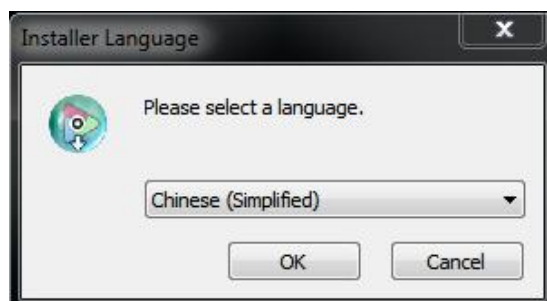 Installer Language
x
Please select a language.
Chinese (Simplified)
OK
Cancel